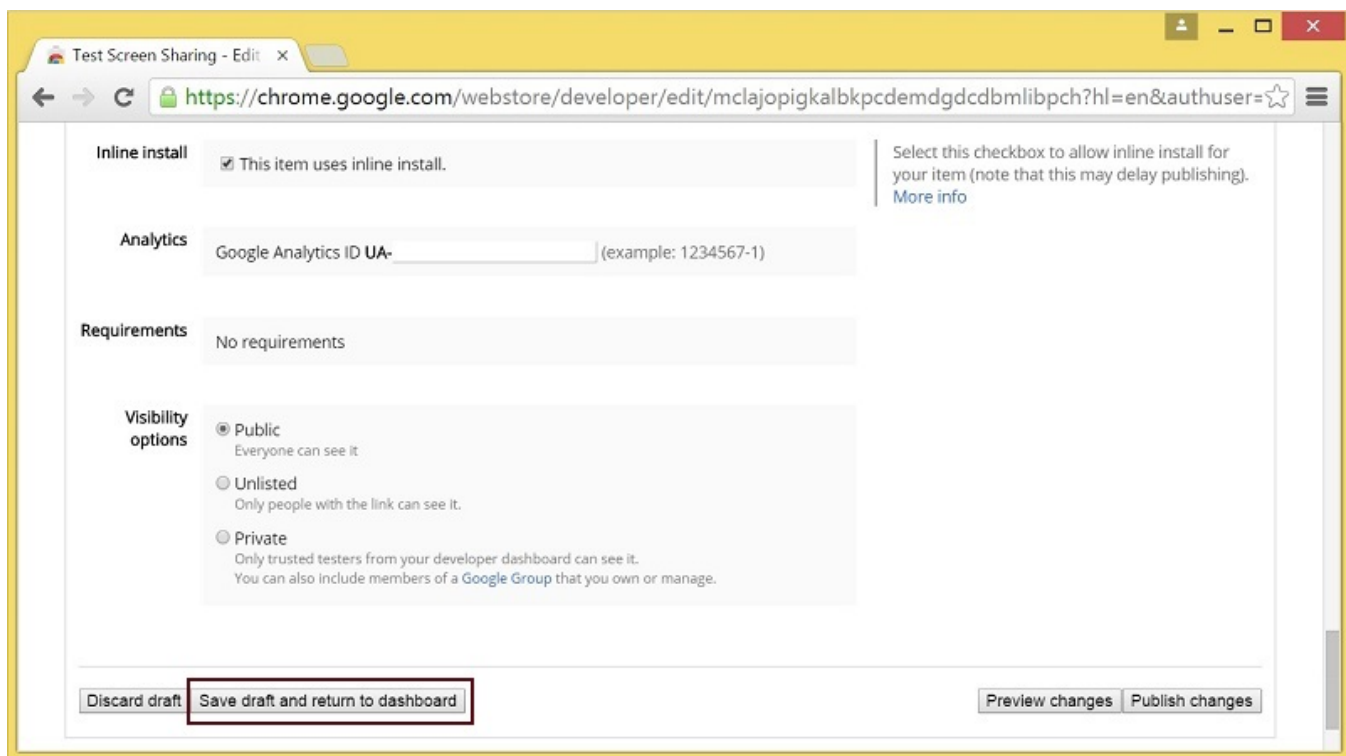 Test Screen Sharing - Edit
https://chrome.google.com/webstore/developer/edit/mclajopigkalbkpcdemdgdcdbmlibpch?hl=en&authuser=
Inline install
This item uses inline install.
Select this checkbox to allow inline install for
your item (note that this may delay publishing).
More info
Analytics
Google Analytics ID UA- (example: 1234567-1)
Requirements
No requirements
Visibility
options
Public
Everyone can see it
Unlisted
Only people with the link can see it.
Private
Only trusted testers from your developer dashboard can see it.
You can also include members of a Google Group that you own or manage.
Discard draft Save draft and return to dashboard Preview changes Publish changes